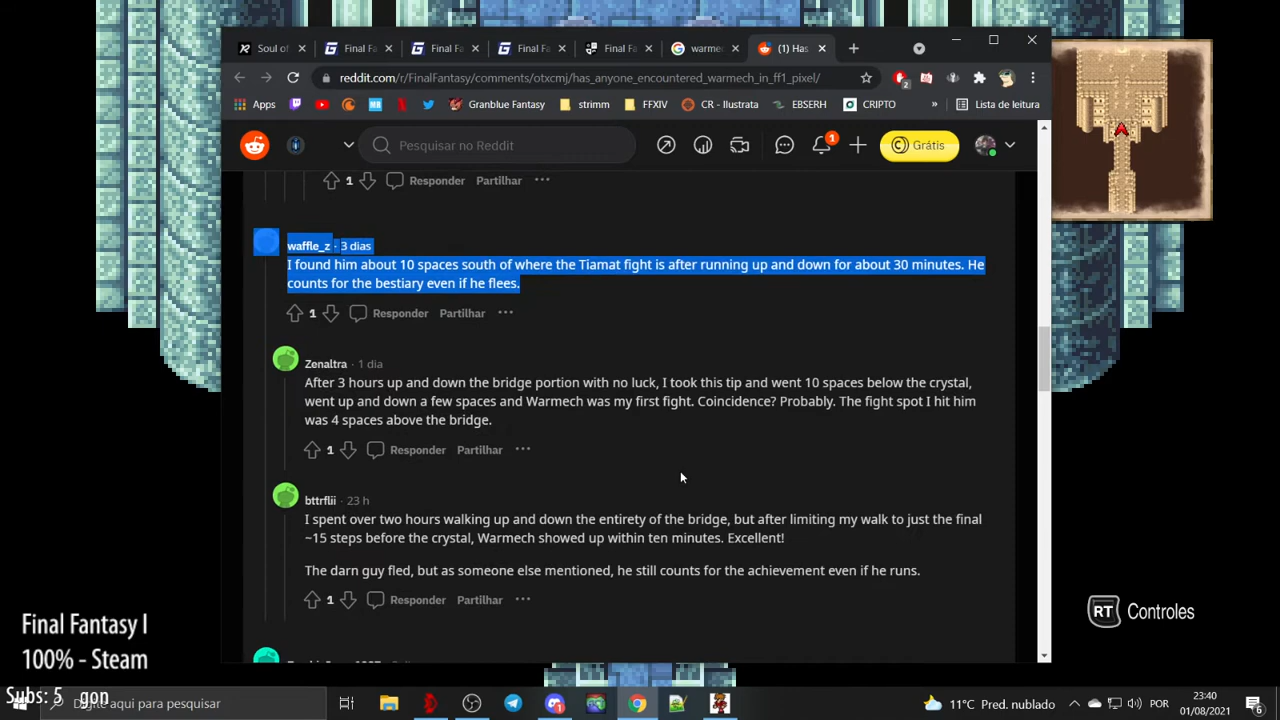 Soul of
Final Fa
Final Fa
Final Fa
Final Fa
warme
(1) Has
reddit.com/r/FinalFantasy/comments/otxcmj/has_anyone_encountered_warmech_in_ff1_pixel/
2
Apps
Granblue Fantasy
strimm
FFXIV
CR - Ilustrata
EBSERH
CRIPTO
»
Lista de leitura
Pesquisar no Reddit
1
Grátis
1
Responder
Partilhar
waffle_z · 3 dias
I found him about 10 spaces south of where the Tiamat fight is after running up and down for about 30 minutes. He
counts for the bestiary even if he flees.
1
Responder
Partilhar
Zenaltra · 1 dia
After 3 hours up and down the bridge portion with no luck, I took this tip and went 10 spaces below the crystal,
went up and down a few spaces and Warmech was my first fight. Coincidence? Probably. The fight spot I hit him
was 4 spaces above the bridge.
1
Responder
Partilhar
bttrflii · 23 h
I spent over two hours walking up and down the entirety of the bridge, but after limiting my walk to just the final
~15 steps before the crystal, Warmech showed up within ten minutes. Excellent!
The darn guy fled, but as someone else mentioned, he still counts for the achievement even if he runs.
1
Responder
Partilhar
RT Controles
Final Fantasy I
100% - Steam
Subs: 5 gon
Digite aqui para pesquisar
11°C Pred. nublado
POR
23:40
01/08/2021
6